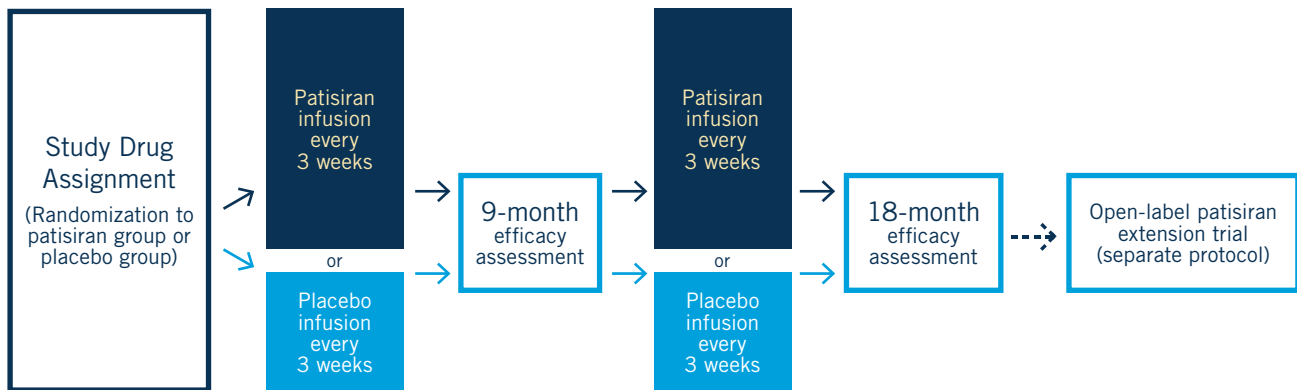 Study Drug
Assignment
(Randomization to
patisiran group or
placebo group)
Patisiran
infusion
every
3 weeks
or
Placebo
infusion
every
3 weeks
9-month
efficacy
assessment
Patisiran
infusion
every
3 weeks
or
Placebo
infusion
every
3 weeks
18-month
efficacy
assessment
Open-label patisiran
extension trial
(separate protocol)